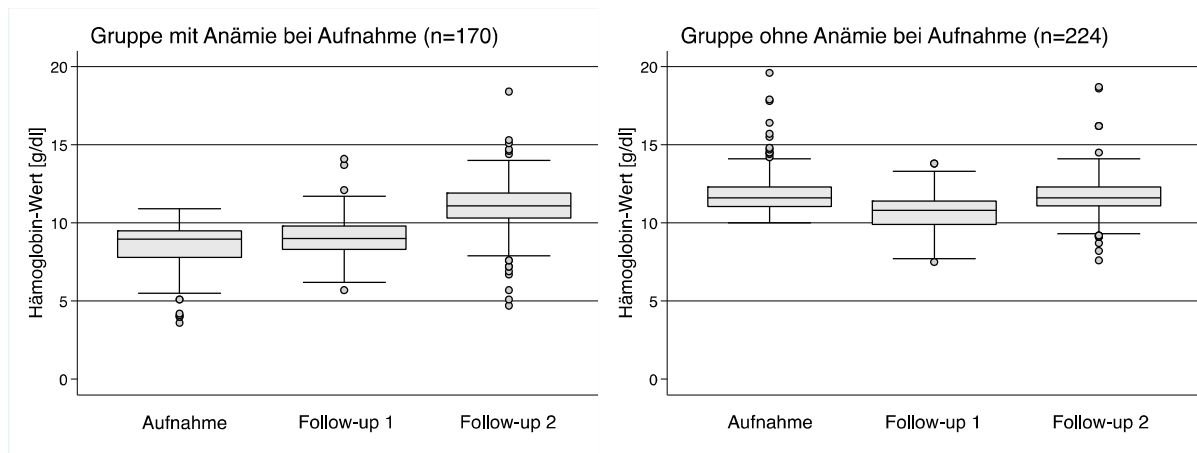 Gruppe mit Anämie bei Aufnahme (n=170)
Hämoglobin-Wert [g/dl]
20
15
10
5
0
Aufnahme
Follow-up 1
Follow-up 2
Gruppe ohne Anämie bei Aufnahme (n=224)
Hämoglobin-Wert [g/dl]
20
15
10
5
0
Aufnahme
Follow-up 1
Follow-up 2